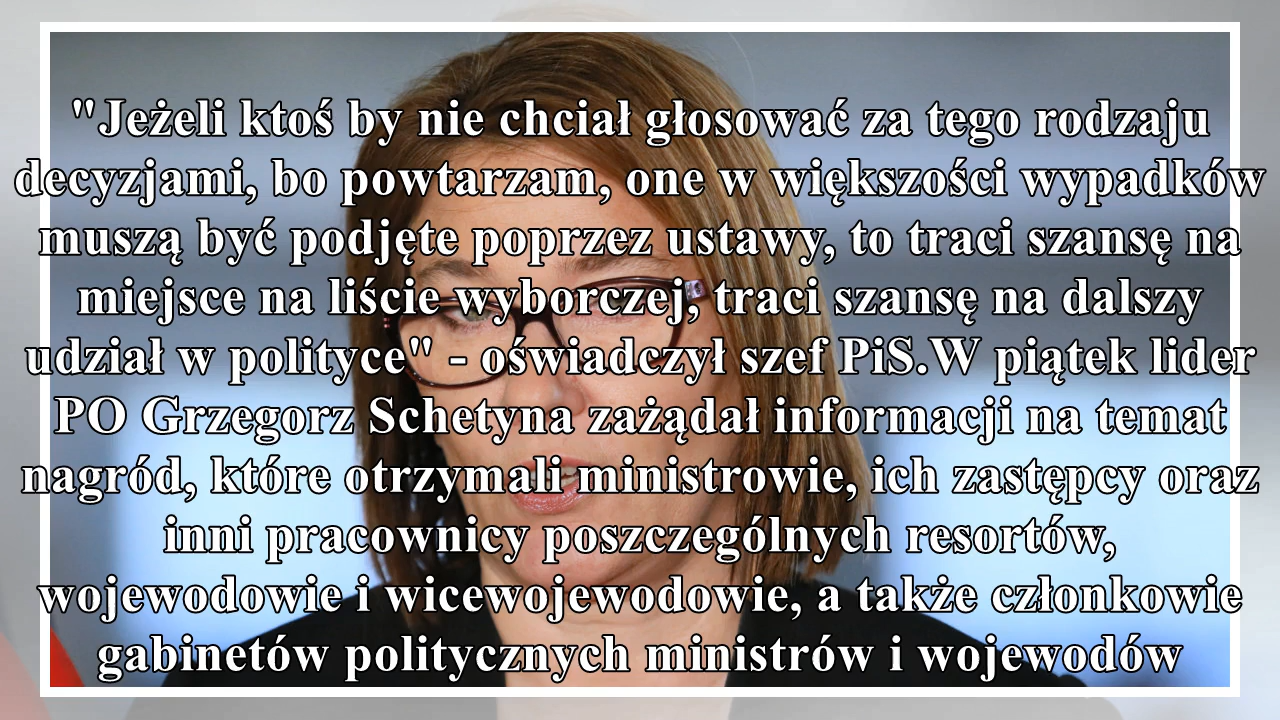 "Jeżeli ktoś by nie chciał głosować za tego rodzaju
decyzjami, bo powtarzam, one w większości wypadków
muszą być podjęte poprzez ustawy, to traci szansę na
miejsce na liście wyborczej, traci szansę na dalszy
udział w polityce" - oświadczył szef PiS.W piątek lider
PO Grzegorz Schetyna zażądał informacji na temat
nagród, które otrzymali ministrowie, ich zastępcy oraz
inni pracownicy poszczególnych resortów,
wojewodowie i wicewojewodowie, a także członkowie
gabinetów politycznych ministrów i wojewodów